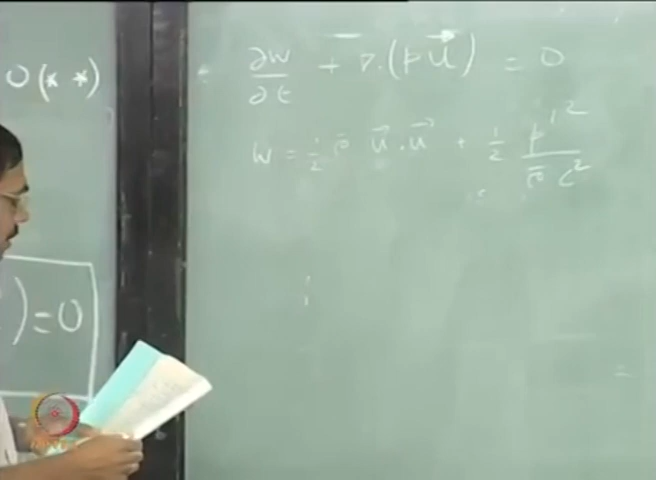 O(* *)
∂w/∂t + ∇.(p u⃗) = 0
w = 1/2 ρ̄ u⃗.u⃗ + 1/2 p'²/ρ̄ c²
) = 0